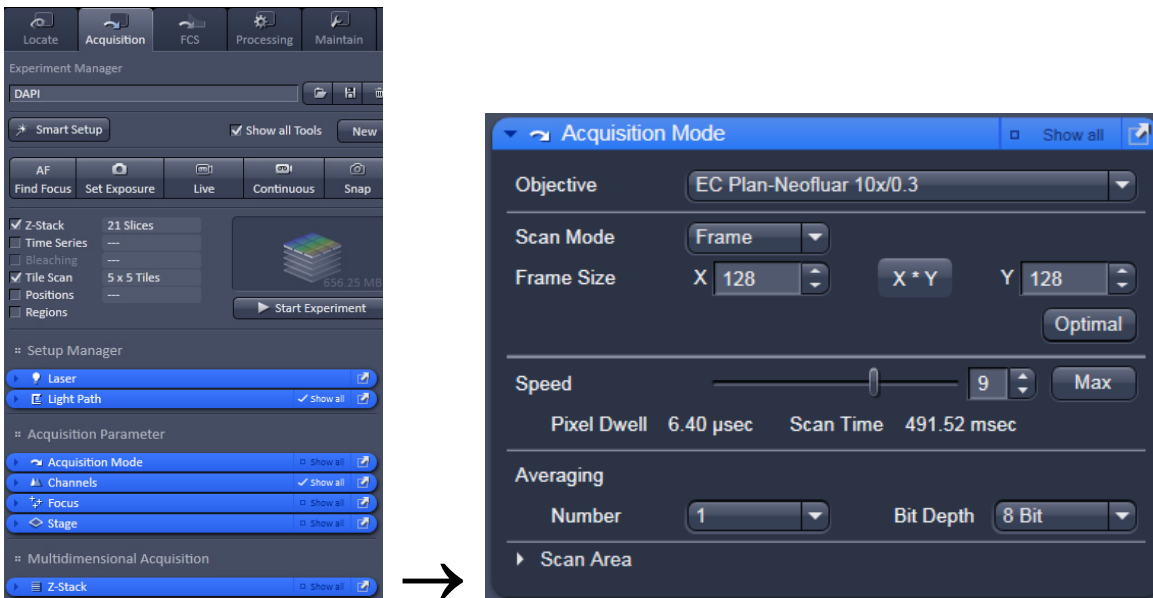 Locate Acquisition FCS Processing Maintain
Experiment Manager
DAPI
Smart Setup Show all Tools New
AF
Find Focus Set Exposure Live Continuous Snap
Z-Stack 21 Slices
Time Series ---
Bleaching ---
Tile Scan 5 x 5 Tiles
Positions ---
Regions
656.25 MB
Start Experiment
Setup Manager
Laser
Light Path Show all
Acquisition Parameter
Acquisition Mode Show all
Channels Show all
Focus Show all
Stage Show all
Multidimensional Acquisition
Z-Stack Show all
Acquisition Mode Show all
Objective EC Plan-Neofluar 10x/0.3
Scan Mode Frame
Frame Size X 128 X * Y Y 128
Optimal
Speed 9 Max
Pixel Dwell 6.40 µsec Scan Time 491.52 msec
Averaging
Number 1 Bit Depth 8 Bit
Scan Area